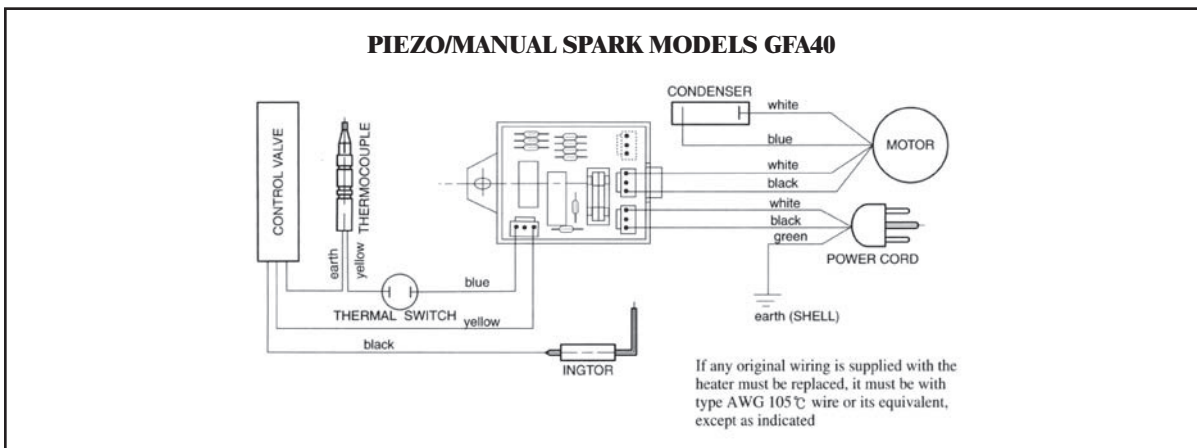 PIEZO/MANUAL SPARK MODELS GFA40
CONTROL VALVE
THERMOCOUPLE
earth
yellow
THERMAL SWITCH
blue
yellow
black
INGTOR
CONDENSER
white
blue
white
black
MOTOR
white
black
green
POWER CORD
earth (SHELL)
If any original wiring is supplied with the
heater must be replaced, it must be with
type AWG 105℃ wire or its equivalent,
except as indicated